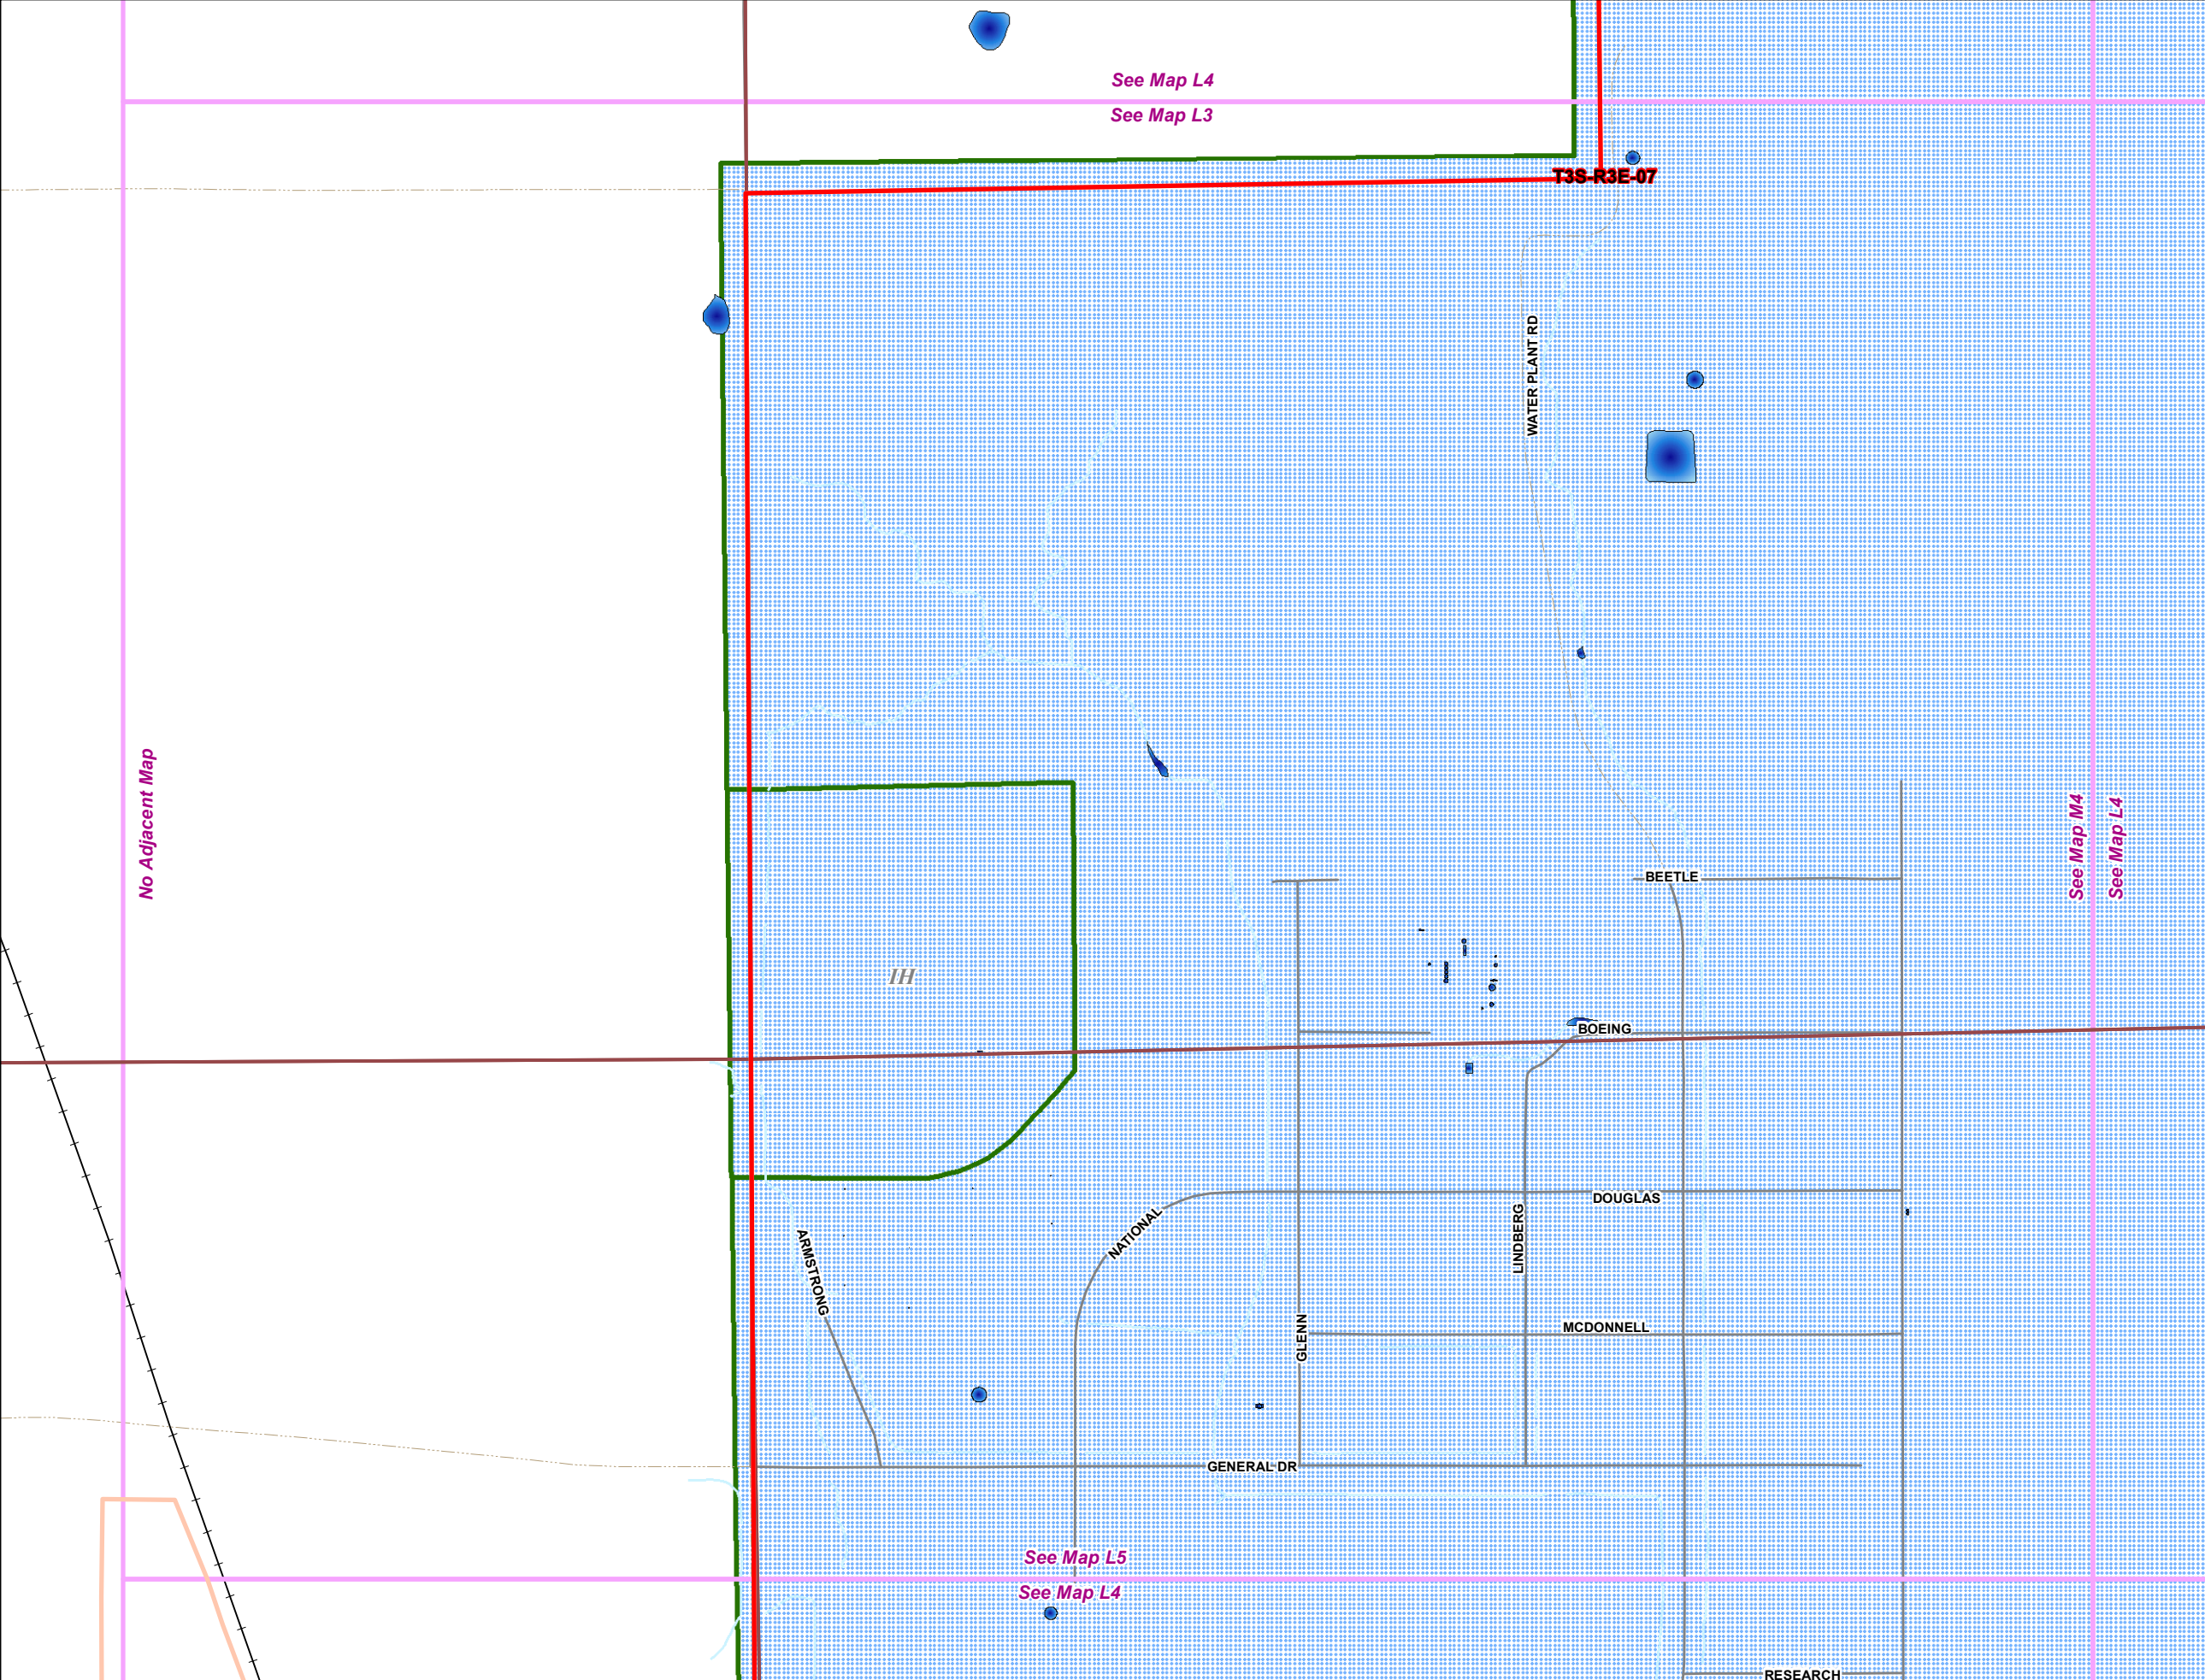 See Map L4
See Map L3
T3S-R3E-07
WATER PLANT RD
No Adjacent Map
See Map M4
See Map L4
BEETLE
IH
BOEING
DOUGLAS
LINDBERG
NATIONAL
ARMSTRONG
GLENN
MCDONNELL
GENERAL DR
See Map L5
See Map L4
RESEARCH